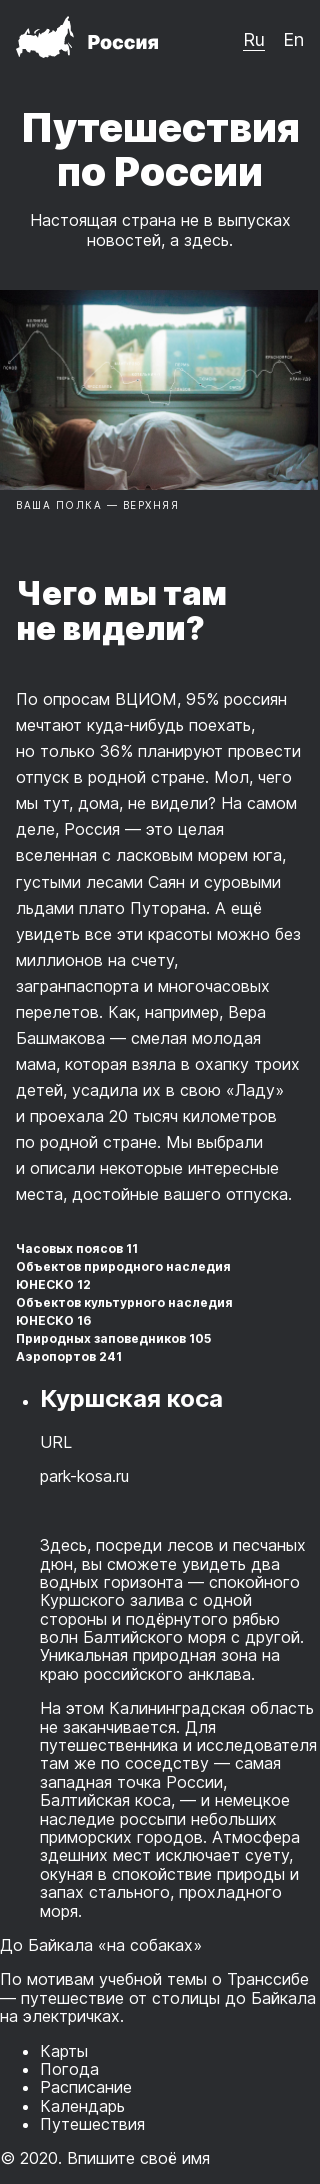 Россия
Ru En
Путешествия
по России
Настоящая страна не в выпусках
новостей, а здесь.
ВАША ПОЛКА — ВЕРХНЯЯ
Чего мы там
не видели?
По опросам ВЦИОМ, 95% россиян
мечтают куда-нибудь поехать,
но только 36% планируют провести
отпуск в родной стране. Мол, чего
мы тут, дома, не видели? На самом
деле, Россия — это целая
вселенная с ласковым морем юга,
густыми лесами Саян и суровыми
льдами плато Путорана. А ещё
увидеть все эти красоты можно без
миллионов на счету,
загранпаспорта и многочасовых
перелетов. Как, например, Вера
Башмакова — смелая молодая
мама, которая взяла в охапку троих
детей, усадила их в свою «Ладу»
и проехала 20 тысяч километров
по родной стране. Мы выбрали
и описали некоторые интересные
места, достойные вашего отпуска.
Часовых поясов 11
Объектов природного наследия
ЮНЕСКО 12
Объектов культурного наследия
ЮНЕСКО 16
Природных заповедников 105
Аэропортов 241
Куршская коса
URL
park-kosa.ru
Здесь, посреди лесов и песчаных
дюн, вы сможете увидеть два
водных горизонта — спокойного
Куршского залива с одной
стороны и подёрнутого рябью
волн Балтийского моря с другой.
Уникальная природная зона на
краю российского анклава.
На этом Калининградская область
не заканчивается. Для
путешественника и исследователя
там же по соседству — самая
западная точка России,
Балтийская коса, — и немецкое
наследие россыпи небольших
приморских городов. Атмосфера
здешних мест исключает суету,
окуная в спокойствие природы и
запах стального, прохладного
моря.
До Байкала «на собаках»
По мотивам учебной темы о Транссибе
— путешествие от столицы до Байкала
на электричках.
Карты
Погода
Расписание
Календарь
Путешествия
© 2020. Впишите своё имя